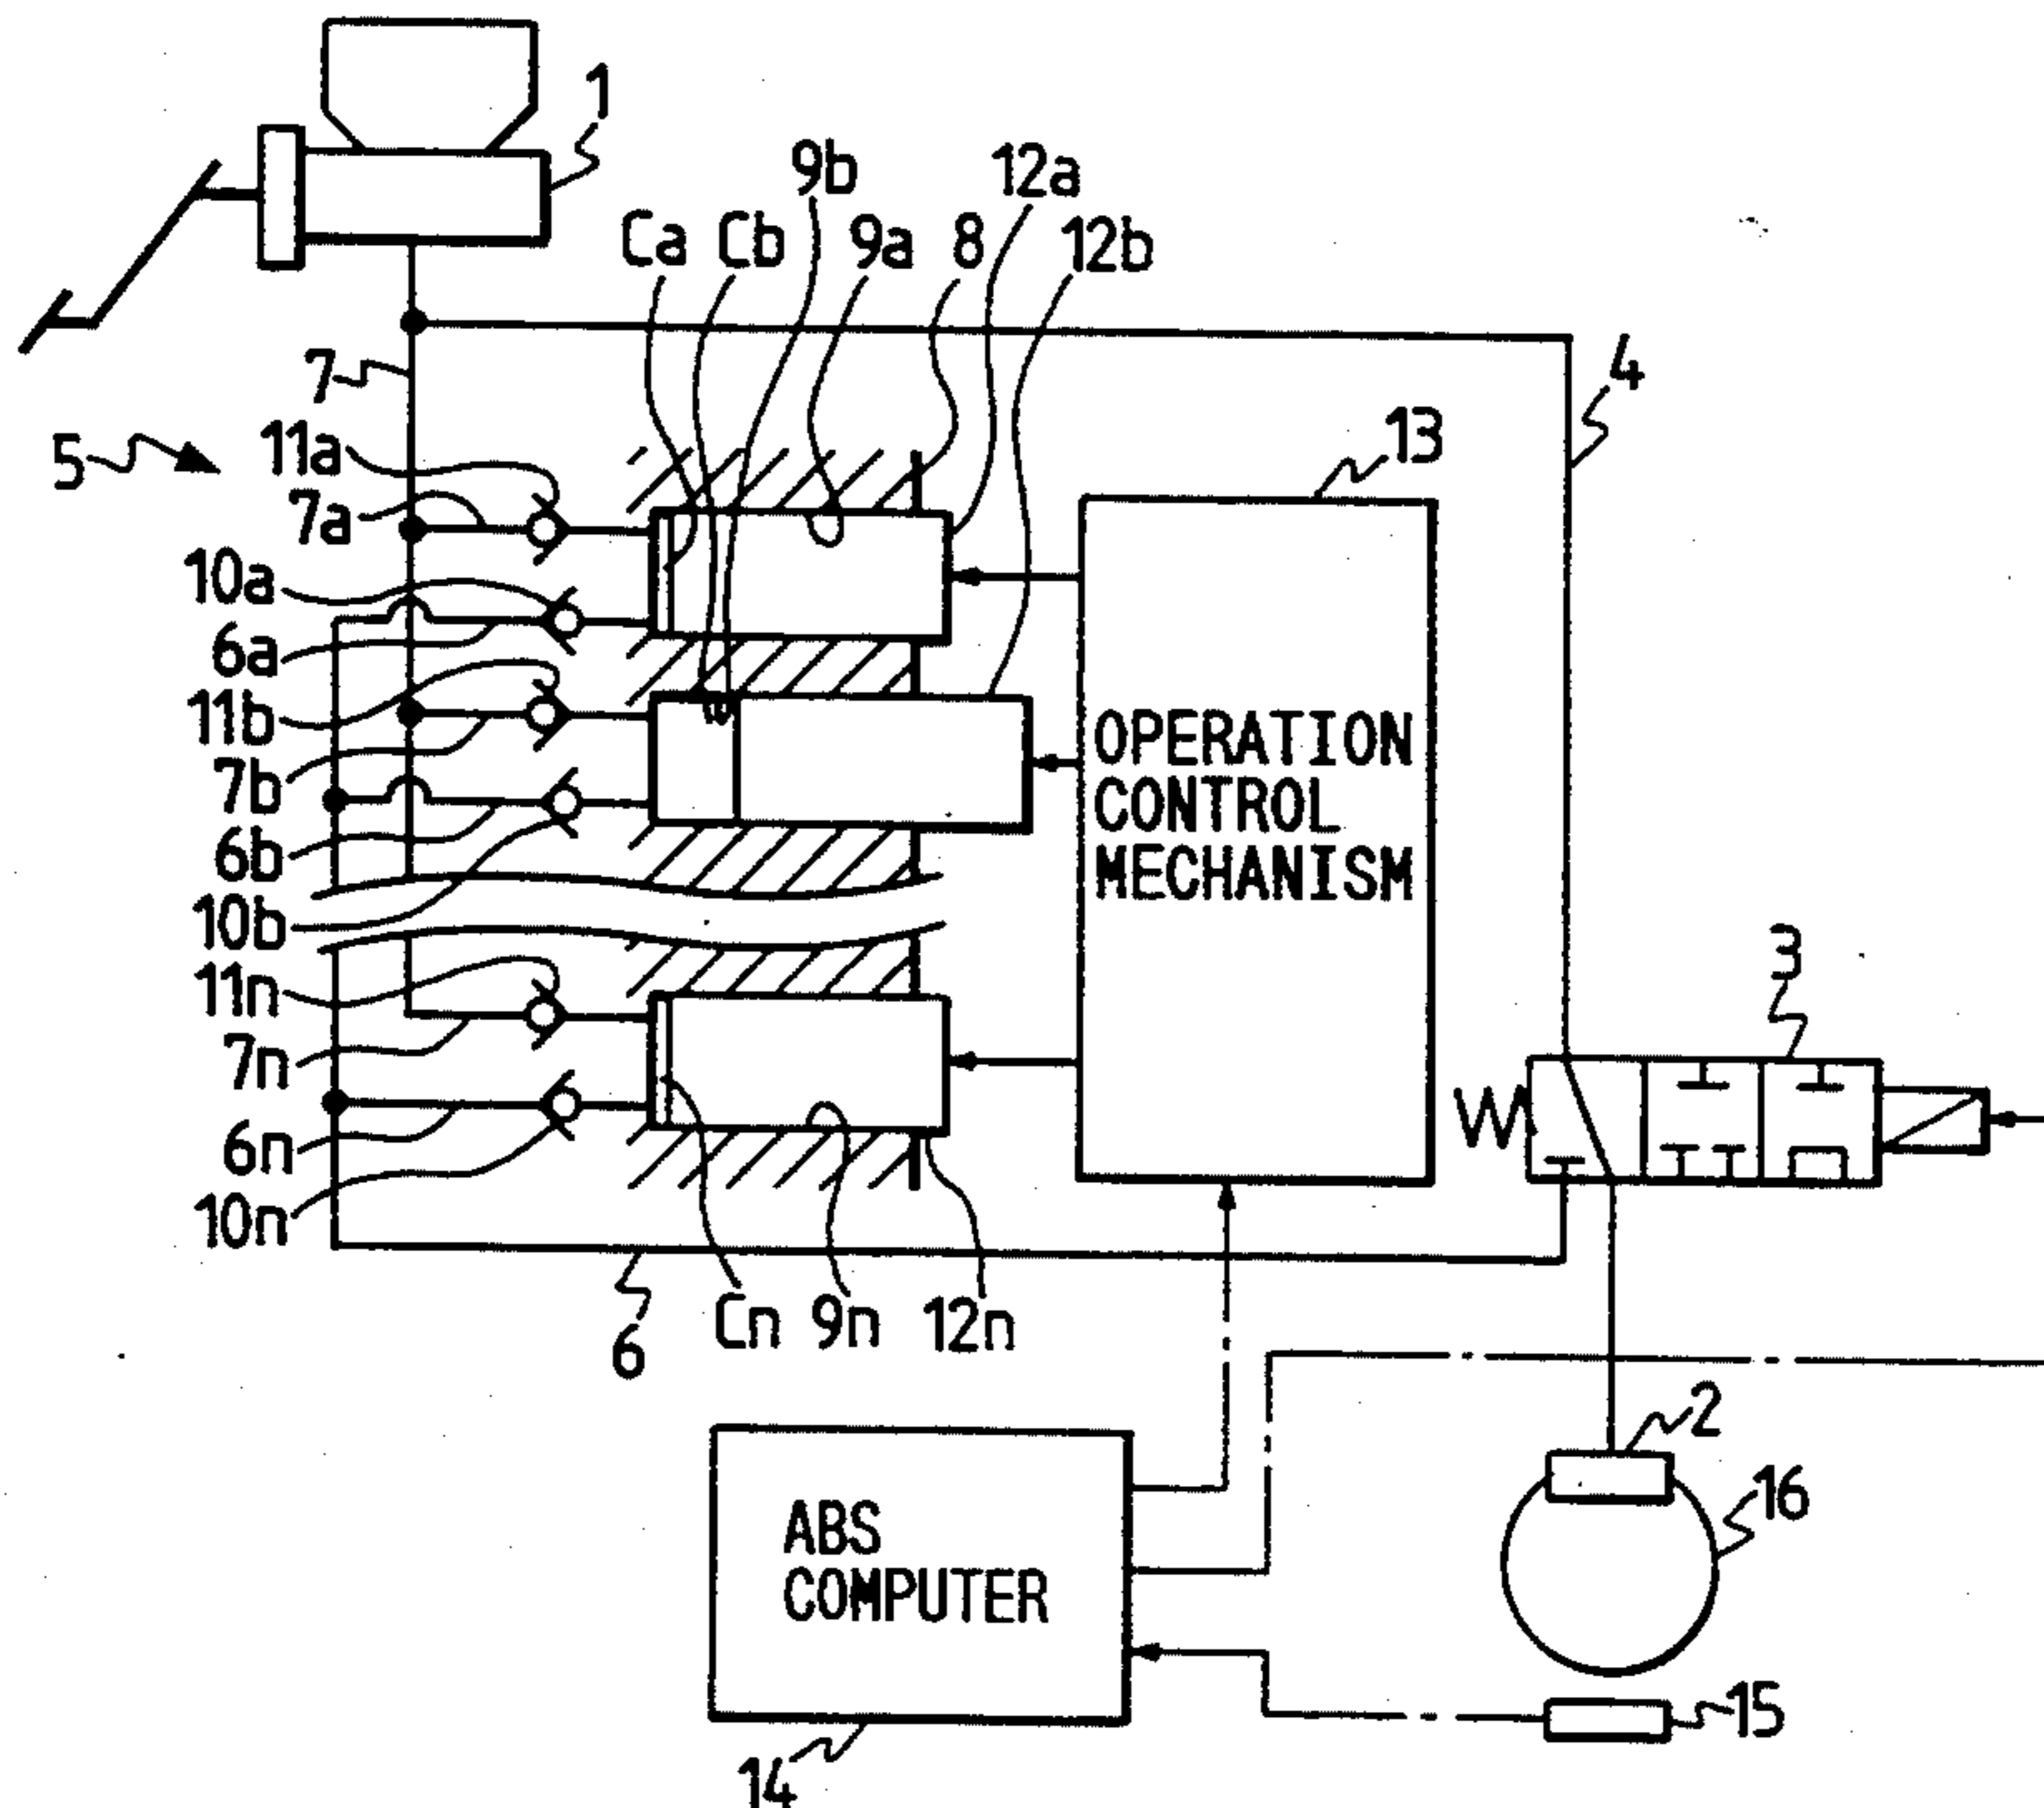 1
9b
12a
Ca
Cb
9a
8
12b
7
4
5
11a
13
7a
10a
6a
11b
7b
OPERATION
CONTROL
MECHANISM
6b
10b
3
11n
7n
W
6n
10n
Cn
9n
12n
6
2
16
ABS
COMPUTER
15
14